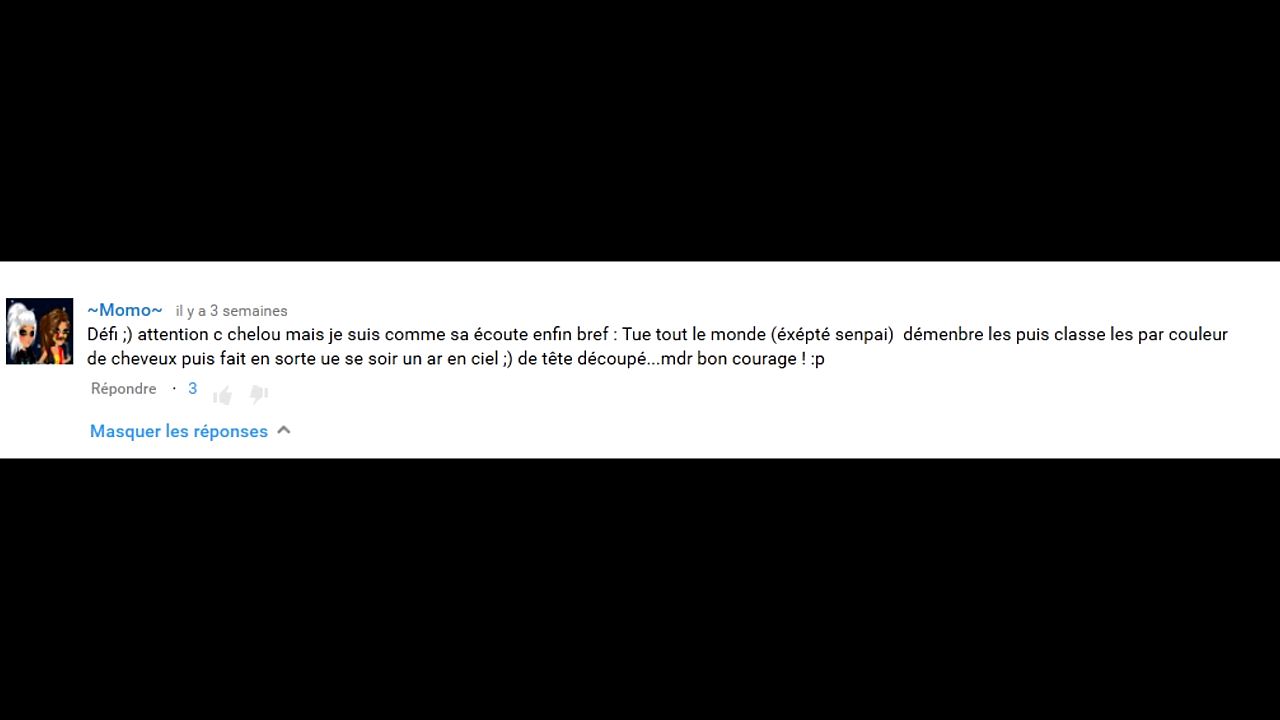 ~Momo~ il y a 3 semaines
Défi ;) attention c chelou mais je suis comme sa écoute enfin bref : Tue tout le monde (éxépté senpai)  démenbre les puis classe les par couleur
de cheveux puis fait en sorte ue se soir un ar en ciel ;) de tête découpé...mdr bon courage ! :p
Répondre · 3
Masquer les réponses